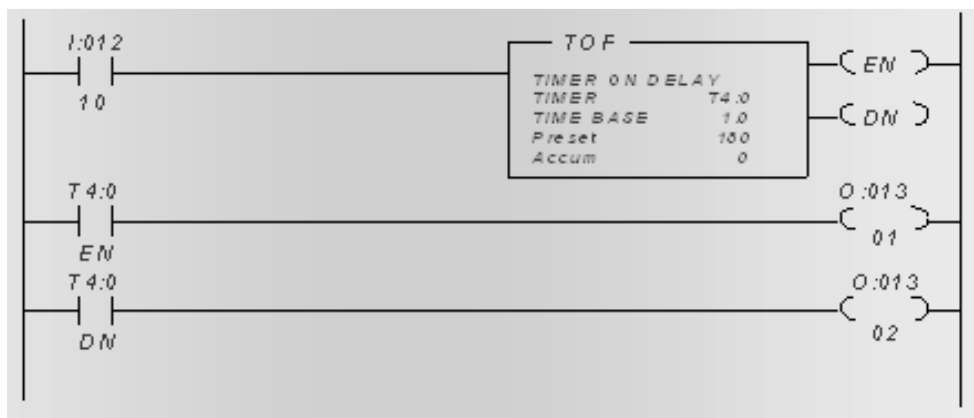 I:012
10
TOF
TIMER ON DELAY
TIMER T4:0
TIME BASE 1.0
Preset 180
Accum 0
EN
DN
T4:0
EN
O:013
01
T4:0
DN
O:013
02